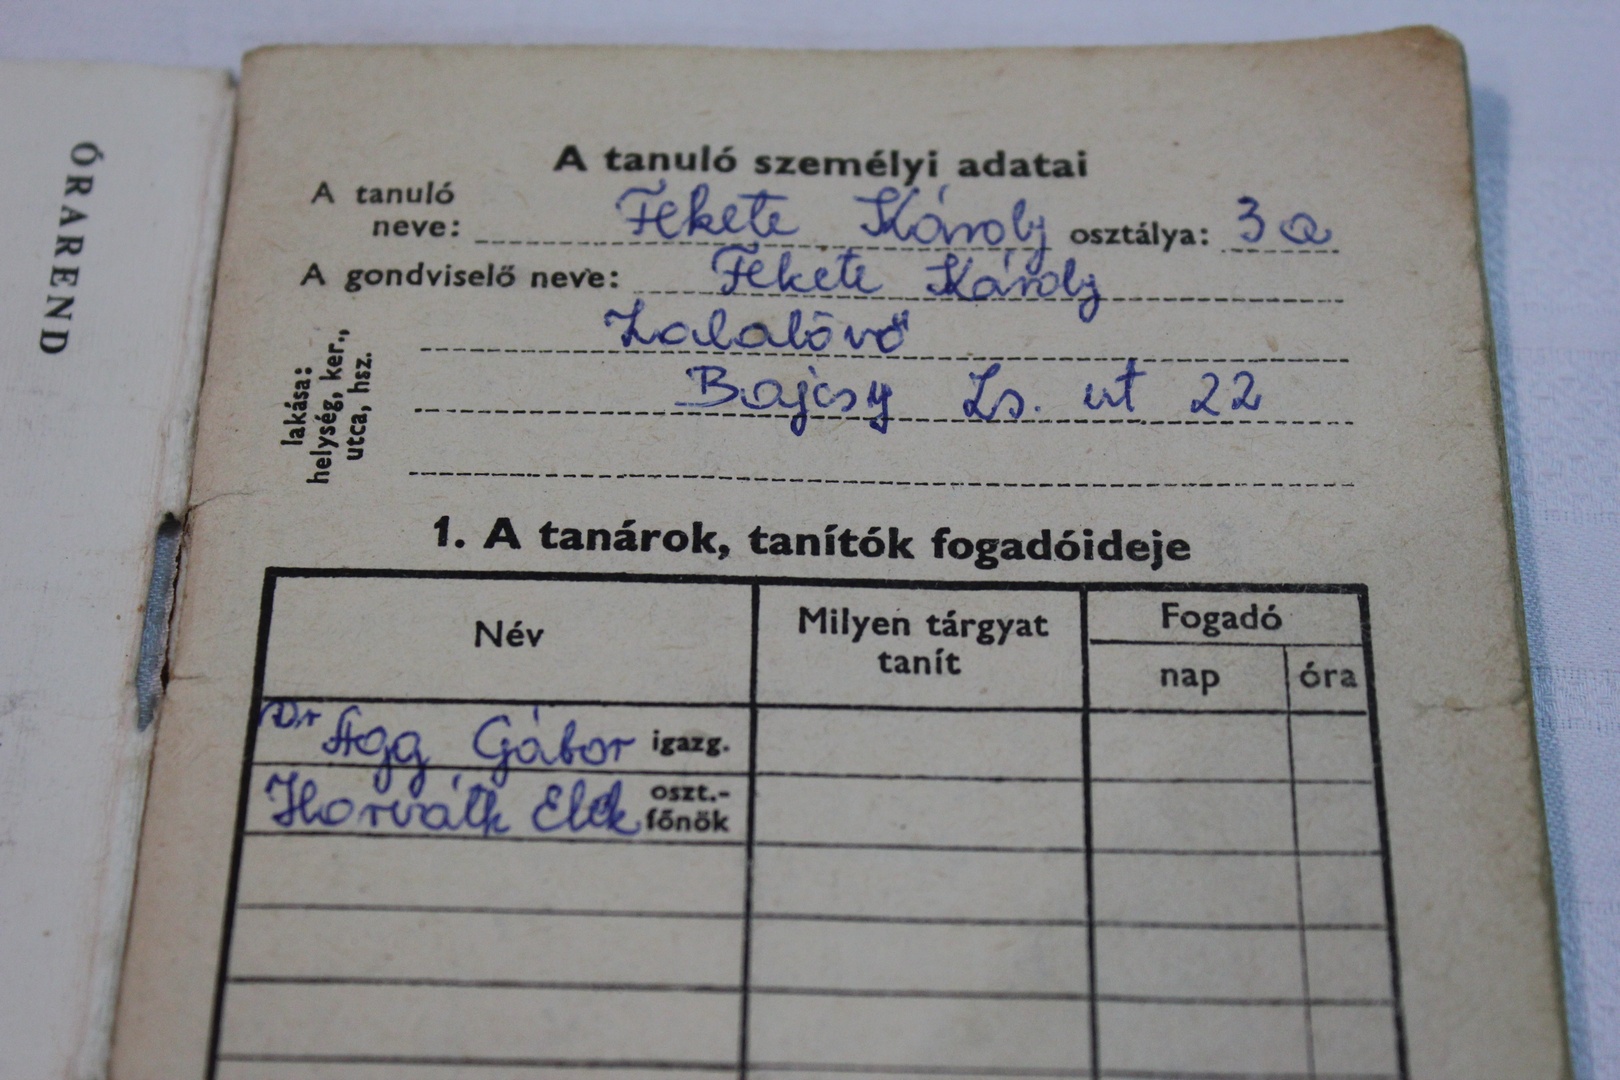 ÓRAREND
A tanuló személyi adatai
A tanuló
neve: Fekete Károly osztálya: 3 a
A gondviselő neve: Fekete Károly
lakása:
helység, ker.,
utca, hsz.
Zalalövő
Bajcsy Zs. ut 22
1. A tanárok, tanítók fogadóideje
Név
Milyen tárgyat
tanít
Fogadó
nap óra
Dr Agg Gábor igazg.
Horváth Elek oszt.-
főnök